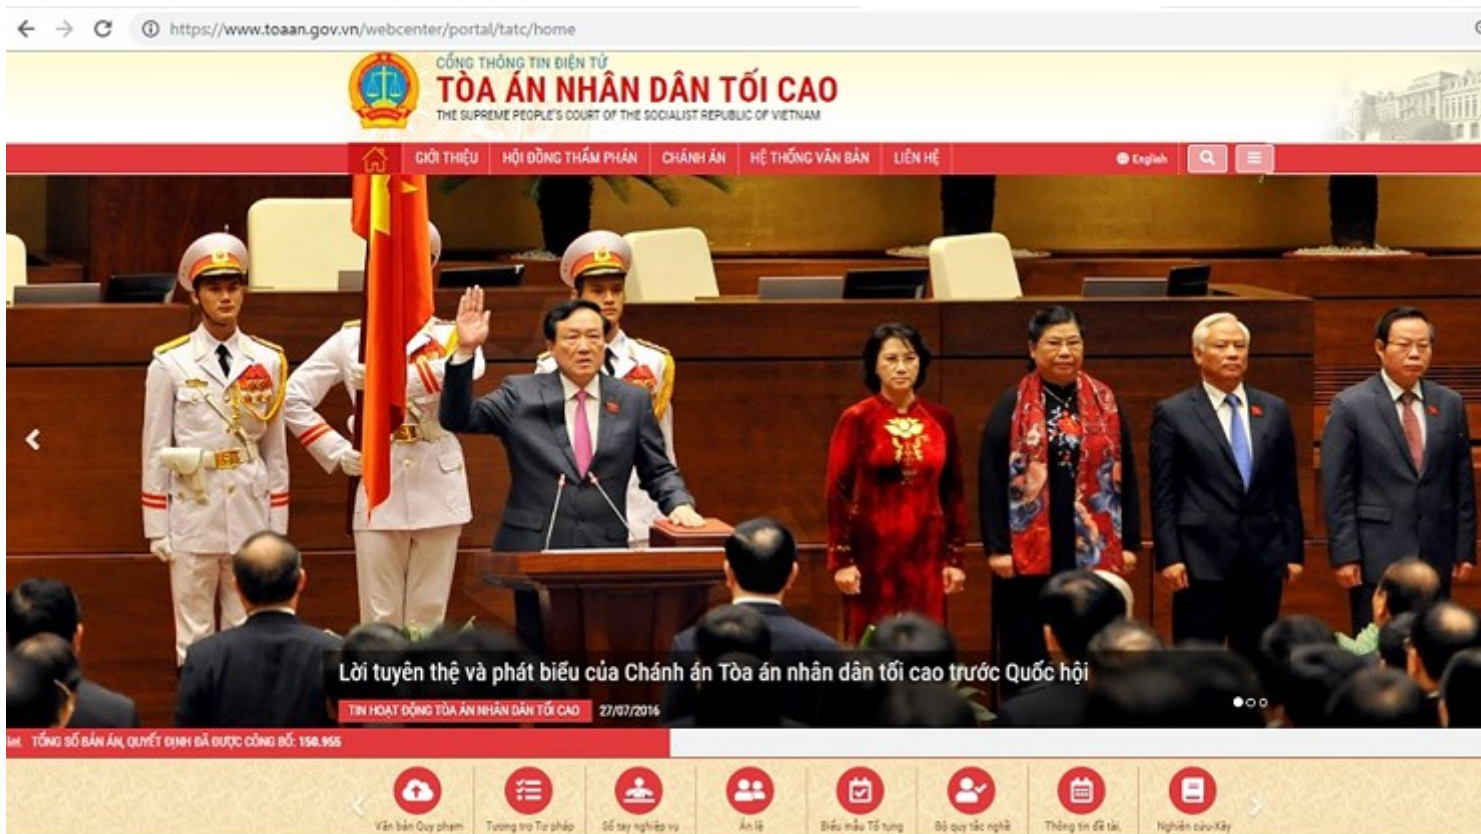 https://www.toaan.gov.vn/webcenter/portal/tatc/home
CỔNG THÔNG TIN ĐIỆN TỬ
TÒA ÁN NHÂN DÂN TỐI CAO
THE SUPREME PEOPLE'S COURT OF THE SOCIALIST REPUBLIC OF VIETNAM
GIỚI THIỆU HỘI ĐỒNG THẨM PHÁN CHÁNH ÁN HỆ THỐNG VĂN BẢN LIÊN HỆ English
Lời tuyên thệ và phát biểu của Chánh án Tòa án nhân dân tối cao trước Quốc hội
TIN HOẠT ĐỘNG TÒA ÁN NHÂN DÂN TỐI CAO 27/07/2016
TỔNG SỐ BẢN ÁN, QUYẾT ĐỊNH ĐÃ ĐƯỢC CÔNG BỐ: 150.955
Văn bản Quy phạm Tương trợ Tư pháp Sổ tay nghiệp vụ Án lệ Biểu mẫu Tố tụng Bộ quy tắc nghề Thông tin đề tài, Nghiên cứu-Xây